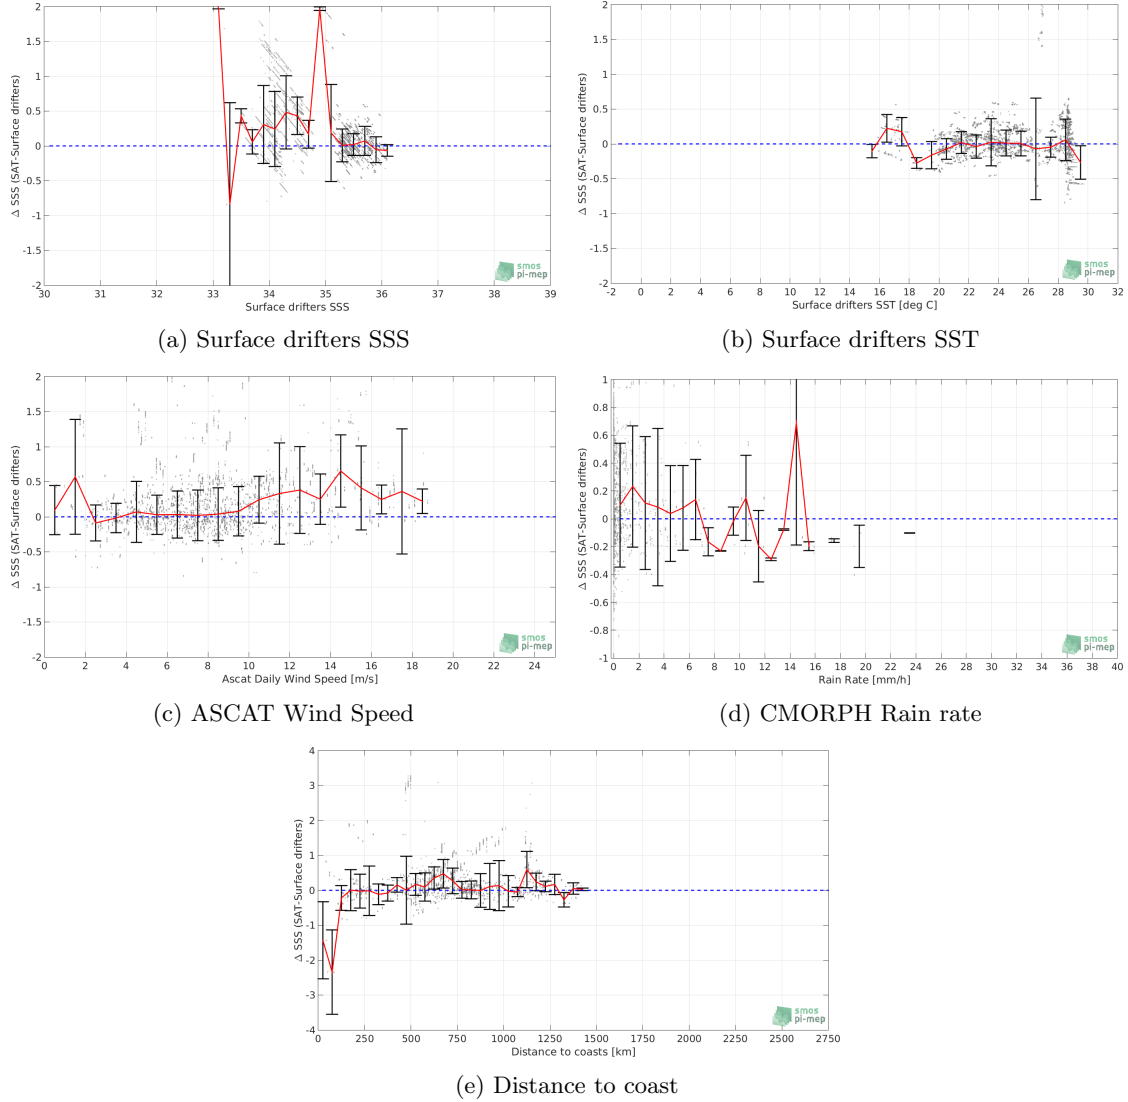 2
1.5
1
0.5
0
-0.5
-1
-1.5
-2
Δ SSS (SAT-Surface drifters)
30 31 32 33 34 35 36 37 38 39
Surface drifters SSS
smos
pi-mep
(a) Surface drifters SSS
2
1.5
1
0.5
0
-0.5
-1
-1.5
-2
Δ SSS (SAT-Surface drifters)
-2 0 2 4 6 8 10 12 14 16 18 20 22 24 26 28 30 32
Surface drifters SST [deg C]
smos
pi-mep
(b) Surface drifters SST
2
1.5
1
0.5
0
-0.5
-1
-1.5
-2
Δ SSS (SAT-Surface drifters)
0 2 4 6 8 10 12 14 16 18 20 22 24
Ascat Daily Wind Speed [m/s]
smos
pi-mep
(c) ASCAT Wind Speed
1
0.8
0.6
0.4
0.2
0
-0.2
-0.4
-0.6
-0.8
-1
Δ SSS (SAT-Surface drifters)
0 2 4 6 8 10 12 14 16 18 20 22 24 26 28 30 32 34 36 38 40
Rain Rate [mm/h]
smos
pi-mep
(d) CMORPH Rain rate
4
3
2
1
0
-1
-2
-3
-4
Δ SSS (SAT-Surface drifters)
0 250 500 750 1000 1250 1500 1750 2000 2250 2500 2750
Distance to coasts [km]
smos
pi-mep
(e) Distance to coast